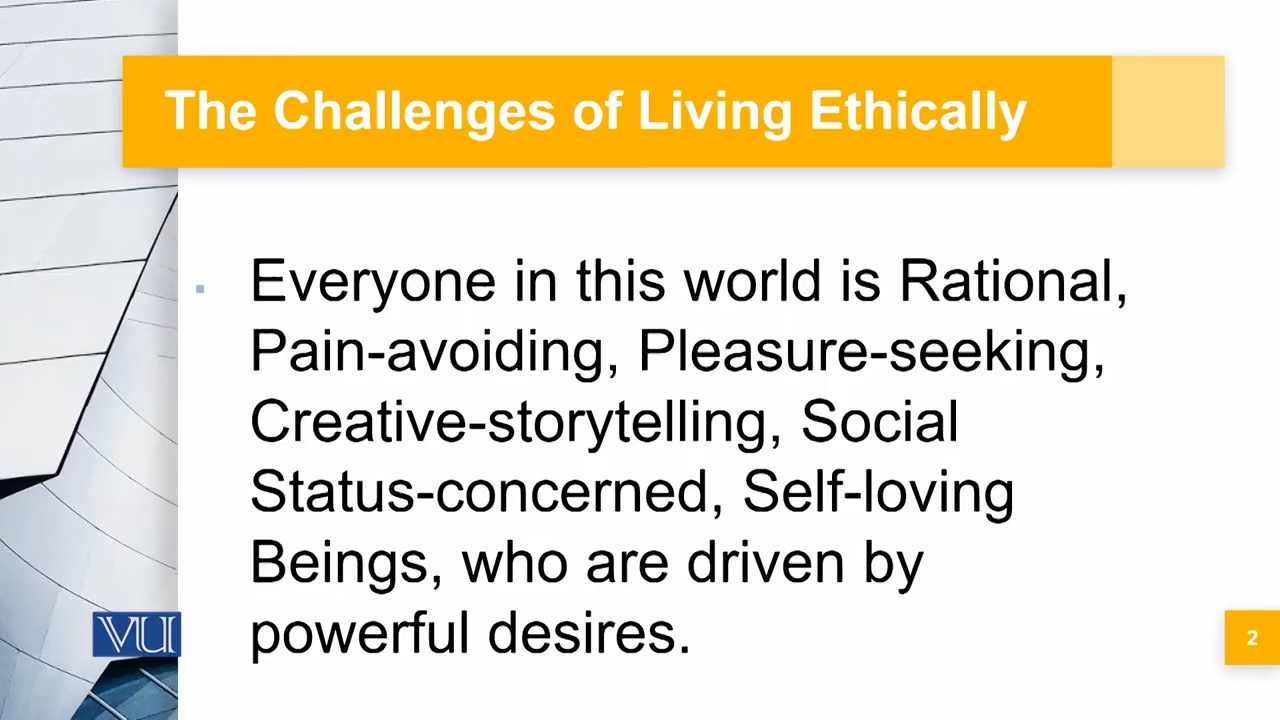 The Challenges of Living Ethically
Everyone in this world is Rational,
Pain-avoiding, Pleasure-seeking,
Creative-storytelling, Social
Status-concerned, Self-loving
Beings, who are driven by
powerful desires.
VU
2